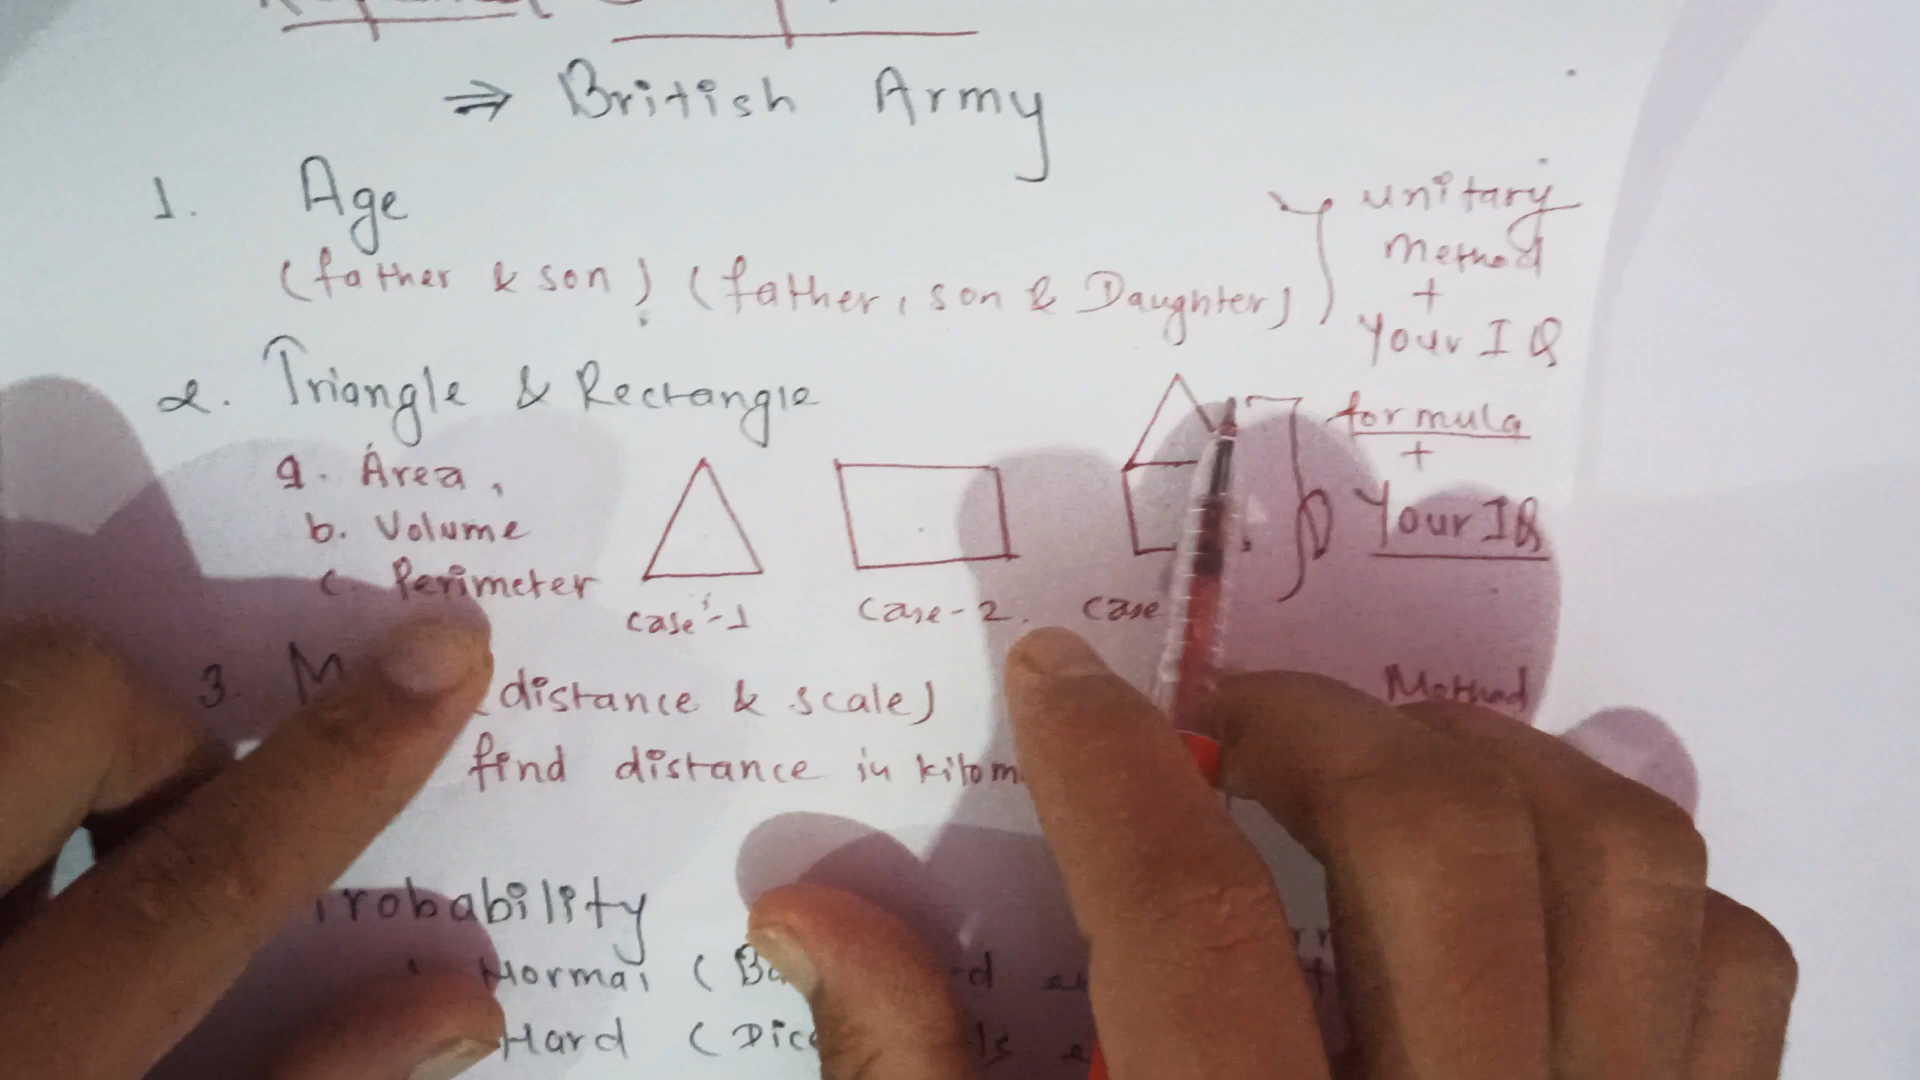 ⇒ British Army
1. Age
(father & son) (father, son & Daughter)
unitary
Method
+
Your IQ
2. Triangle & Rectangle
a. Area,
b. Volume
c. Perimeter
case-1
case-2.
case
formula
+
Your IQ
3.
(distance & scale)
Method
find distance in
Probability
Normal (
Hard (